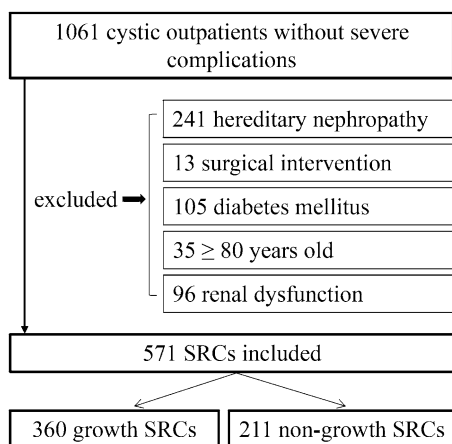 1061 cystic outpatients without severe
complications
241 hereditary nephropathy
13 surgical intervention
excluded
105 diabetes mellitus
35 ≥ 80 years old
96 renal dysfunction
571 SRCs included
360 growth SRCs
211 non-growth SRCs